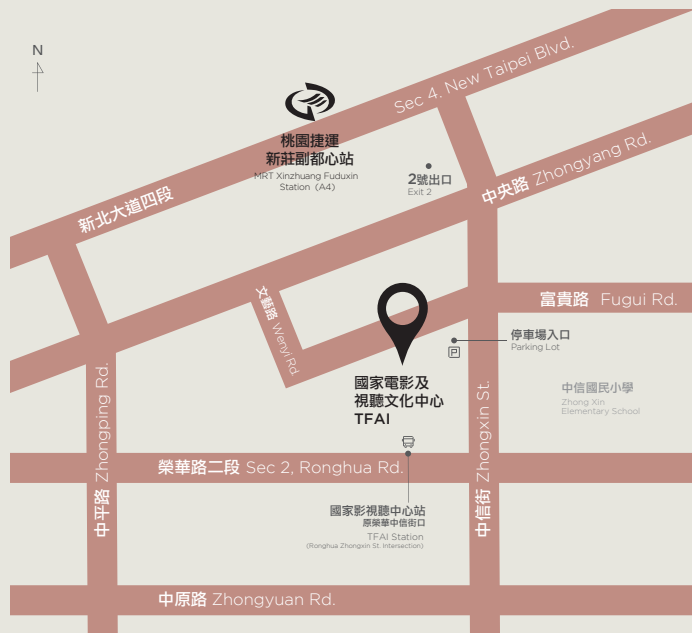 N
Sec 4. New Taipei Blvd.
桃園捷運
新莊副都心站
MRT Xinzhuang Fuduxin
Station (A4)
2號出口
Exit 2
中央路 Zhongyang Rd.
新北大道四段
文藝路 Wenyi Rd.
富貴路 Fugui Rd.
停車場入口
Parking Lot
P
國家電影及
視聽文化中心
TFAI
中信國民小學
Zhong Xin
Elementary School
中平路 Zhongping Rd.
中信街 Zhongxin St.
榮華路二段 Sec 2, Ronghua Rd.
國家影視聽中心站
原榮華中信街口
TFAI Station
(Ronghua Zhongxin St. Intersection)
中原路 Zhongyuan Rd.